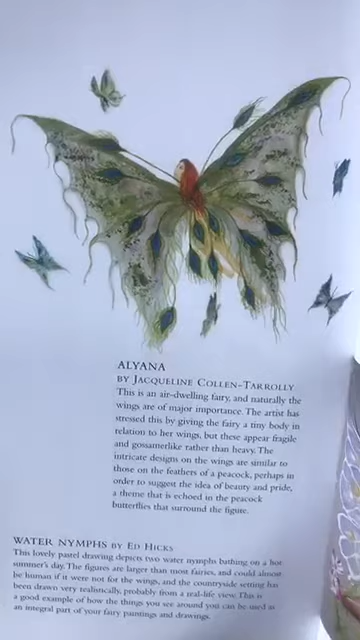 ALYANA
BY JACQUELINE COLLEN-TARROLLY
This is an air-dwelling fairy, and naturally the
wings are of major importance. The artist has
stressed this by giving the fairy a tiny body in
relation to her wings, but these appear fragile
and gossamerlike rather than heavy. The
intricate designs on the wings are similar to
those on the feathers of a peacock, perhaps in
order to suggest the idea of beauty and pride,
a theme that is echoed in the peacock
butterflies that surround the figure.
WATER NYMPHS BY ED HICKS
This lovely pastel drawing depicts two water nymphs bathing on a hot
summer's day. The figures are larger than most fairies, and could almost
be human if it were not for the wings, and the countryside setting has
been drawn very realistically, probably from a real-life view. This is
a good example of how the things you see around you can be used as
an integral part of your fairy paintings and drawings.